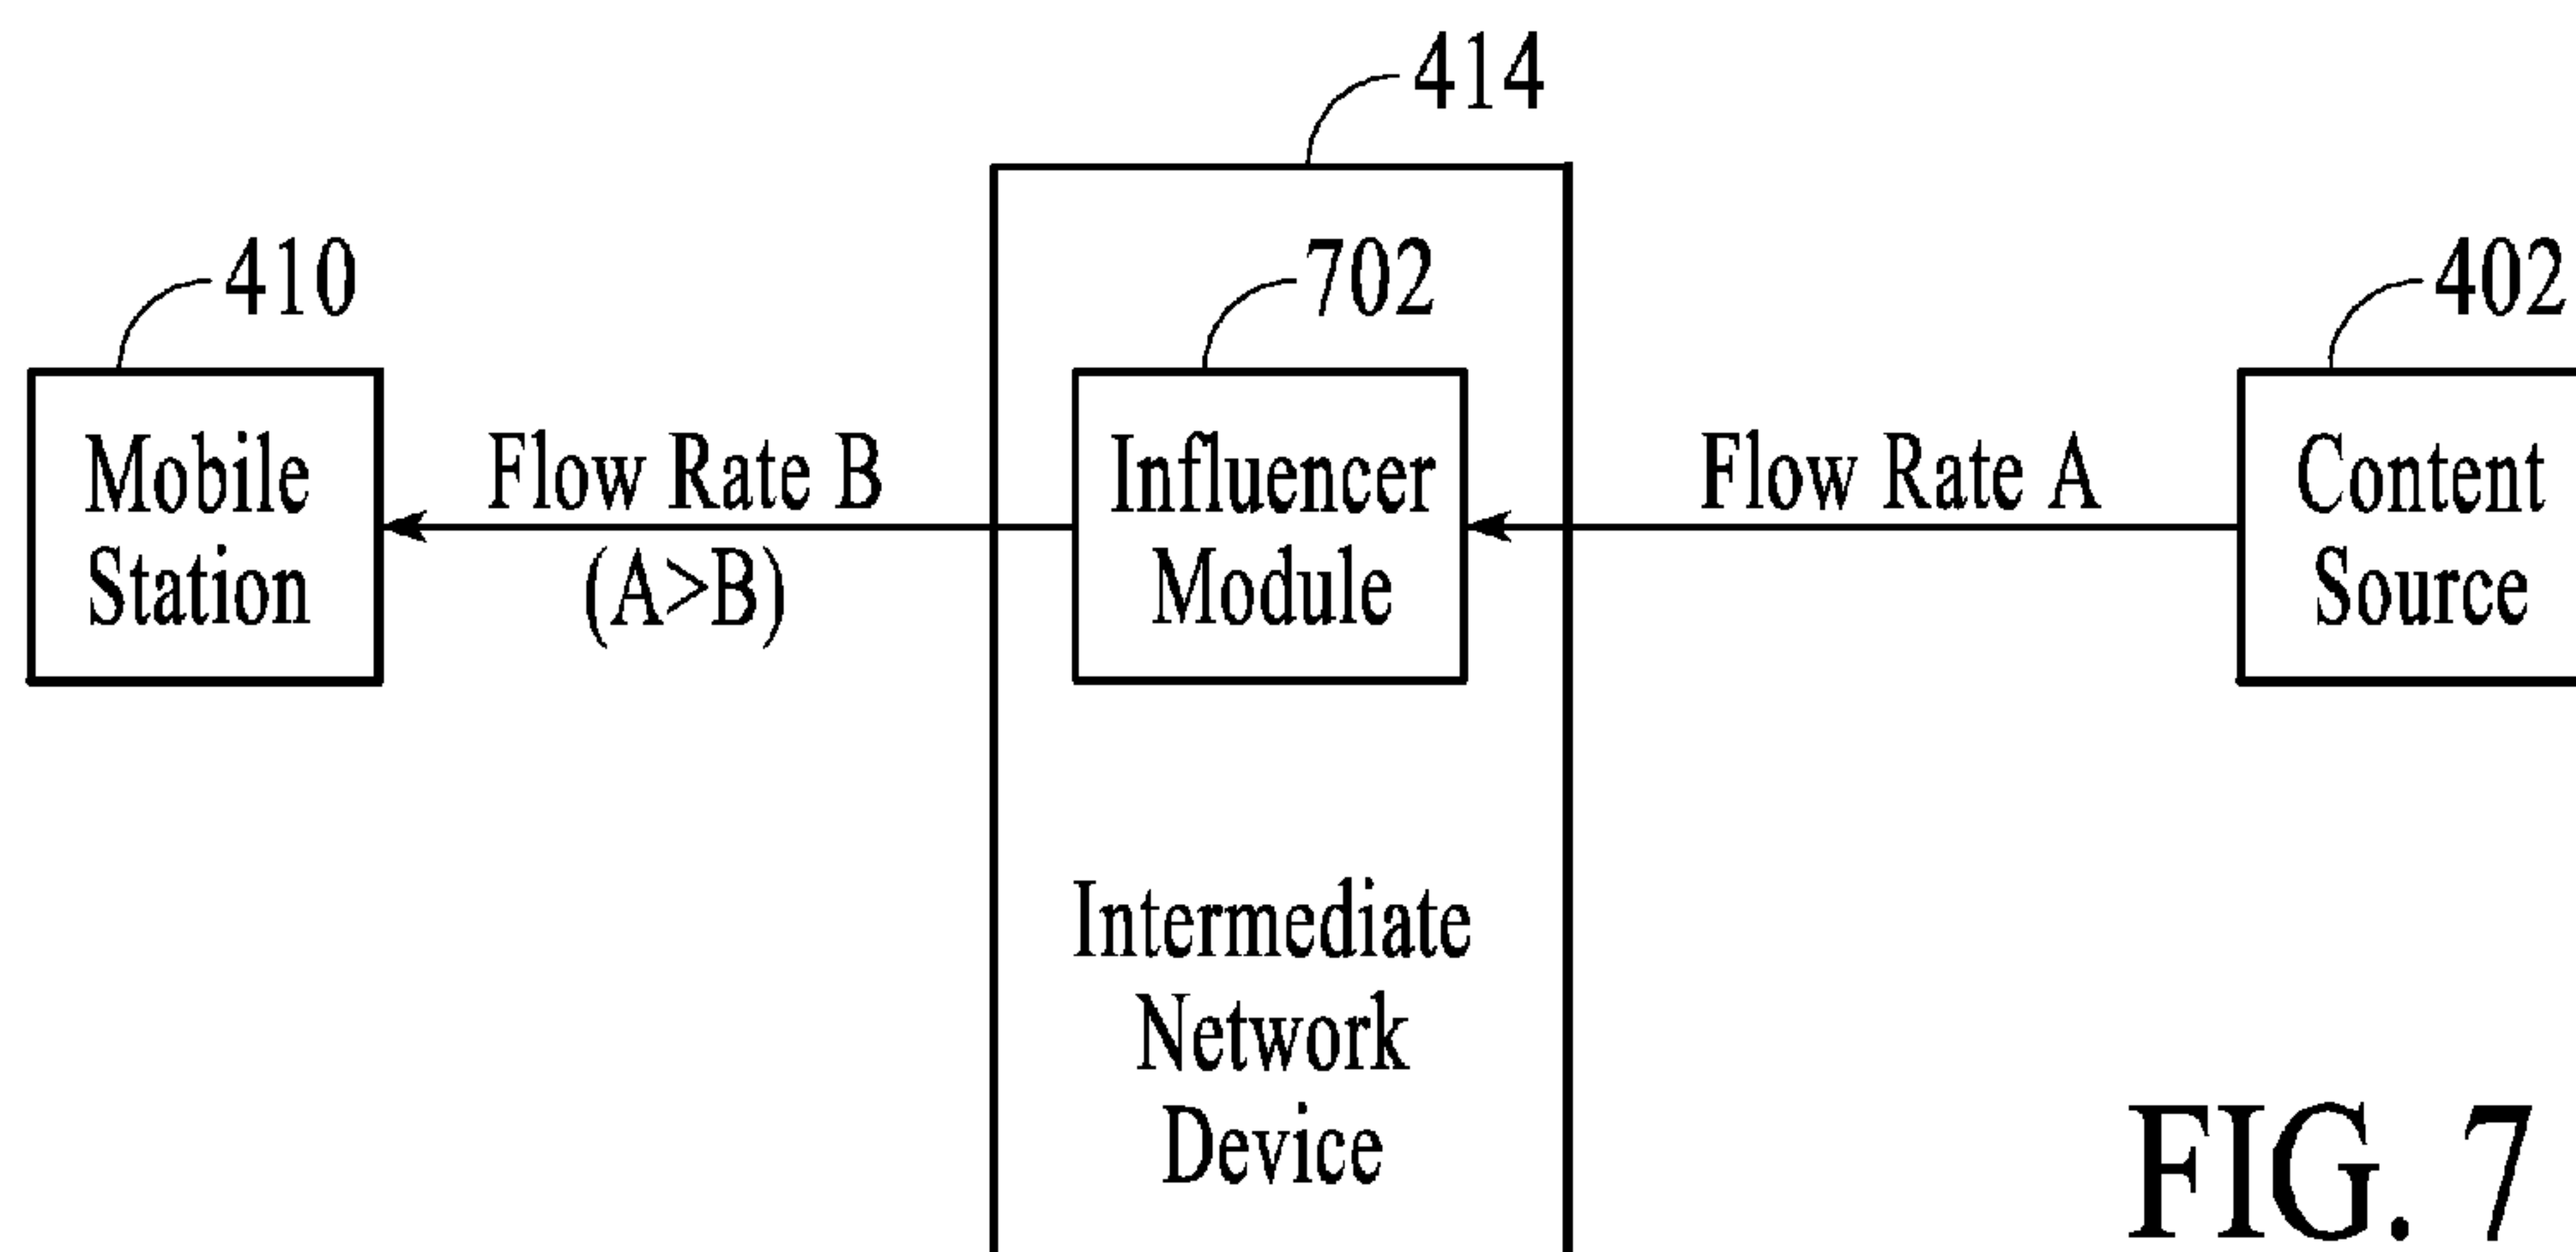 414
410
702
402
Mobile
Station
Flow Rate B
(A>B)
Influencer
Module
Flow Rate A
Content
Source
Intermediate
Network
Device
FIG. 7